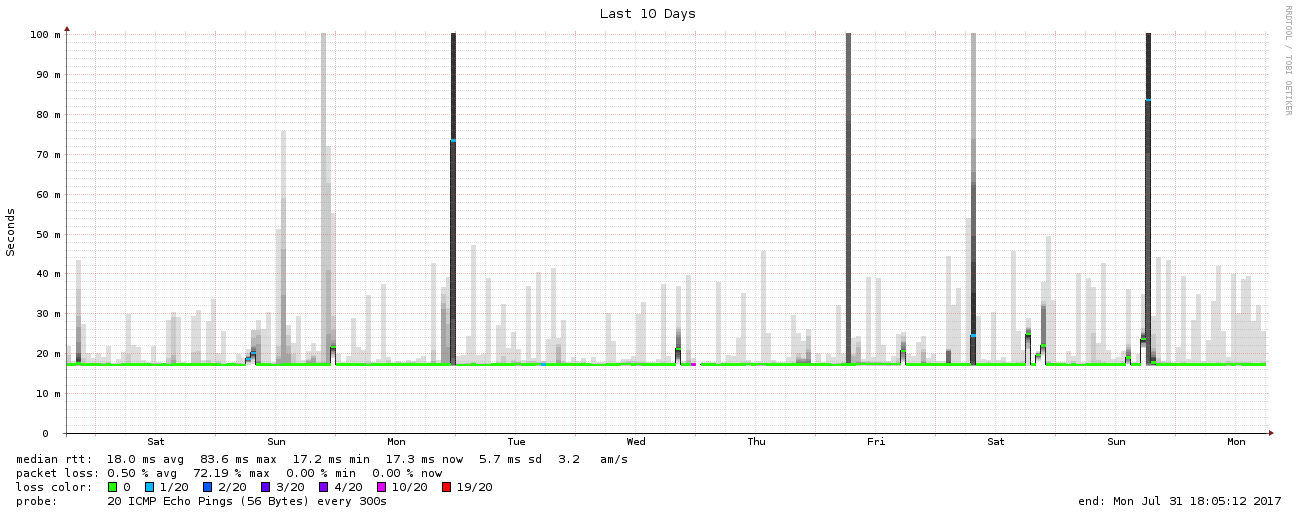 Last 10 Days
RRDTOOL / TOBI OETIKER
Seconds
100 m
90 m
80 m
70 m
60 m
50 m
40 m
30 m
20 m
10 m
0
Sat Sun Mon Tue Wed Thu Fri Sat Sun Mon
median rtt: 18.0 ms avg 83.6 ms max 17.2 ms min 17.3 ms now 5.7 ms sd 3.2 am/s
packet loss: 0.50 % avg 72.19 % max 0.00 % min 0.00 % now
loss color: 0 1/20 2/20 3/20 4/20 10/20 19/20
probe: 20 ICMP Echo Pings (56 Bytes) every 300s end: Mon Jul 31 18:05:12 2017